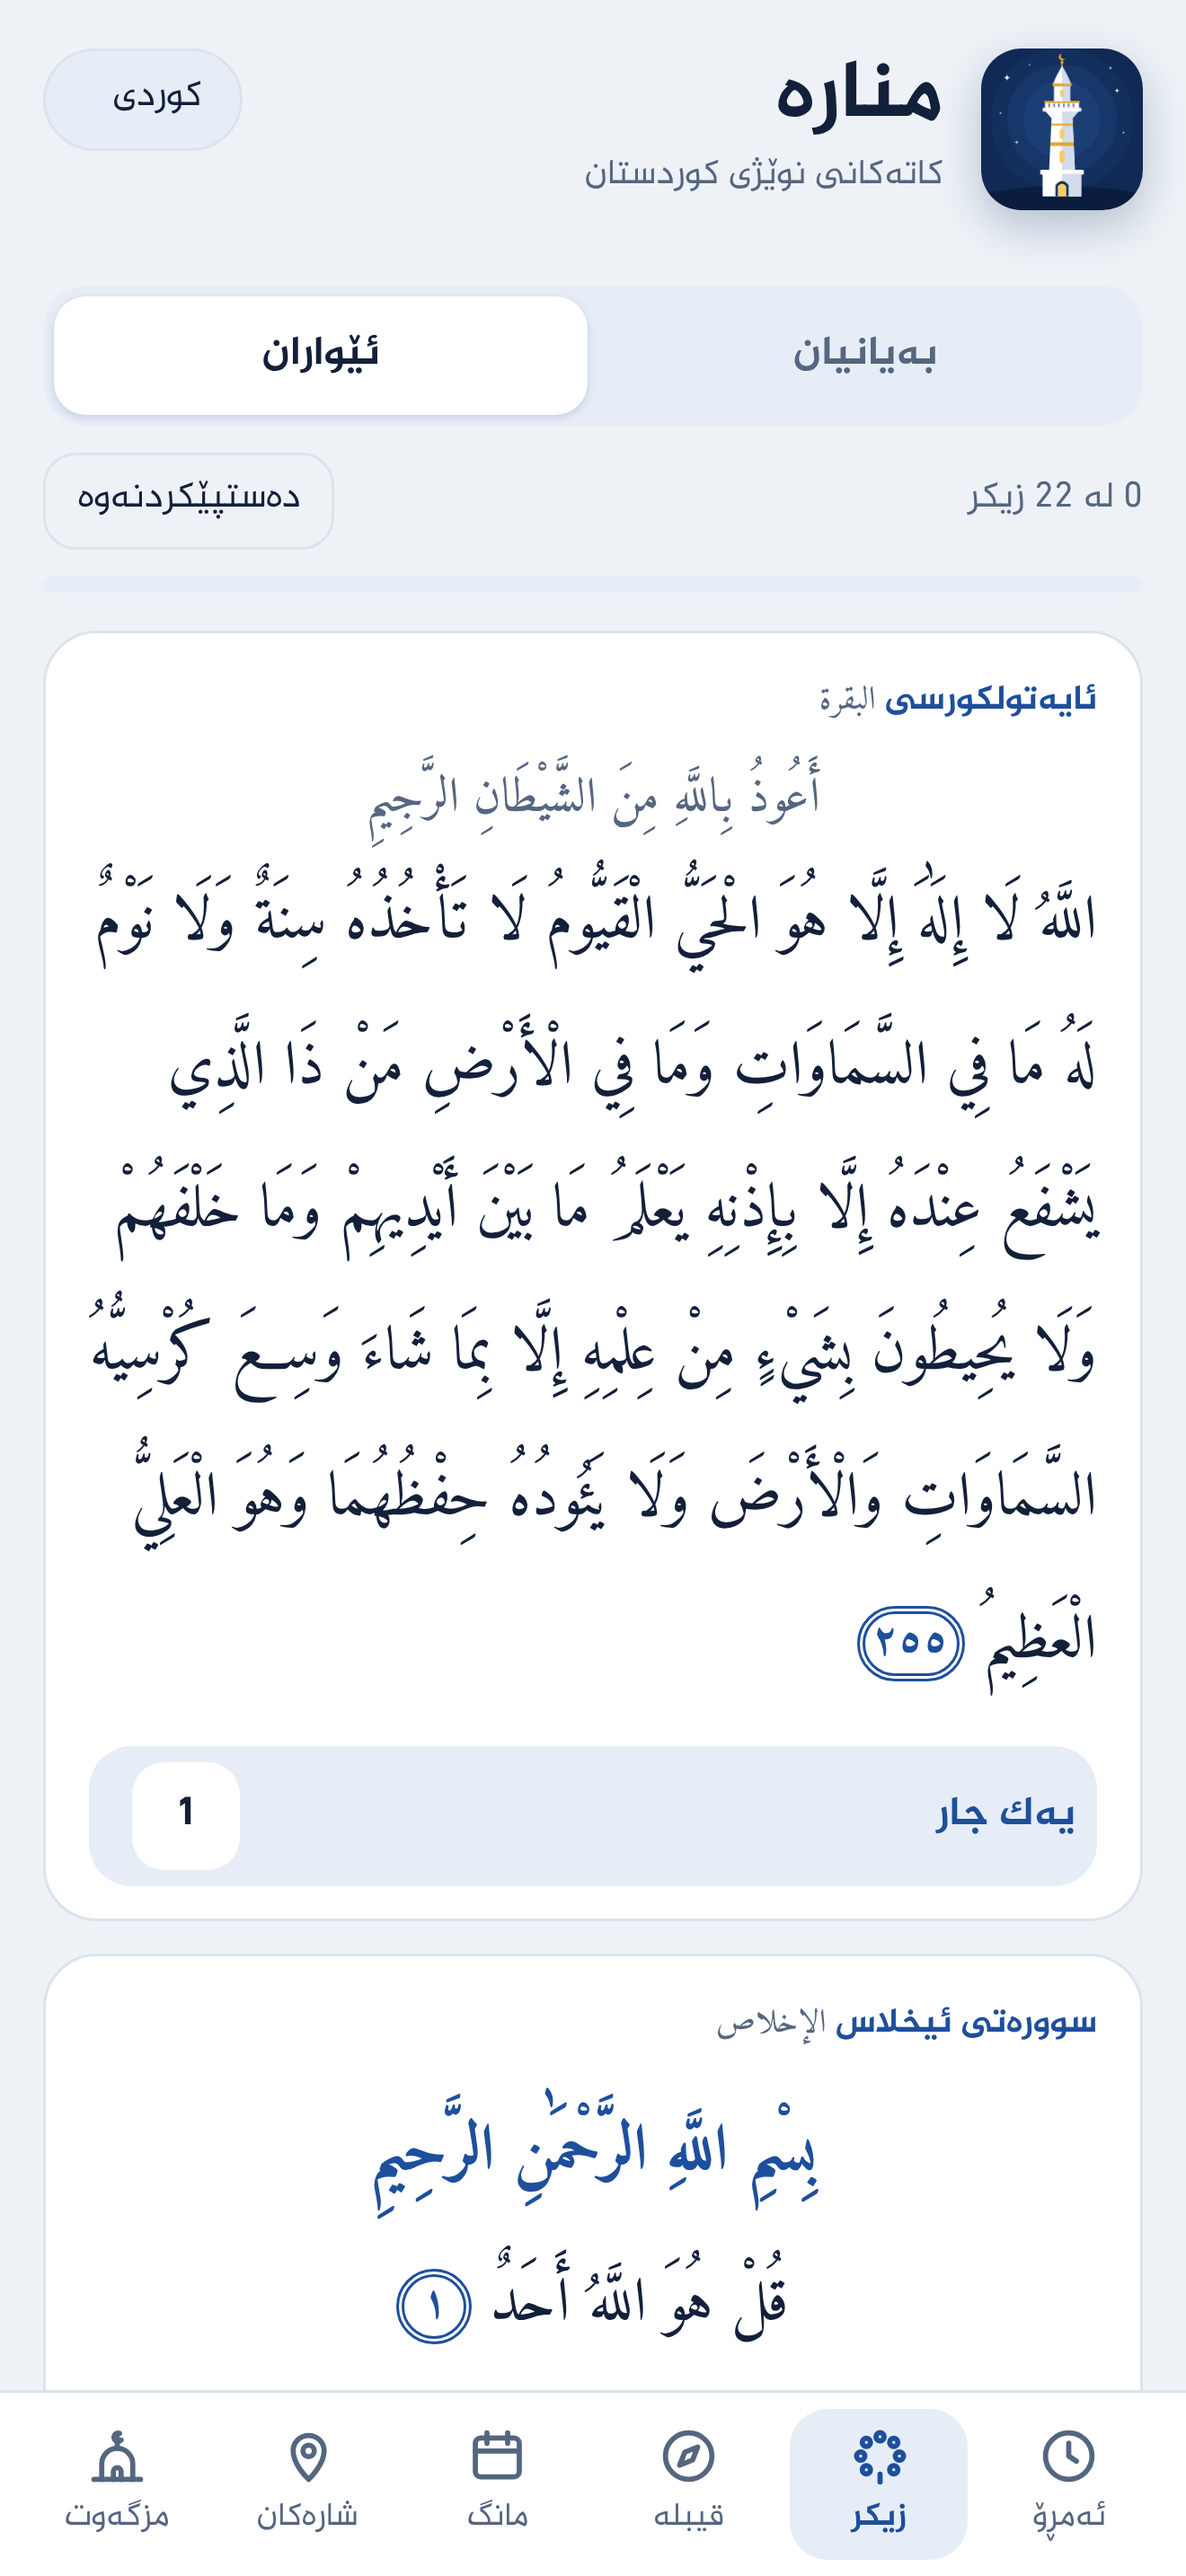 منارە
كوردی
کاتەکانی نوێژی کوردستان
بەیانیان
ئێواران
0 لە 22 زیکر
دەستپێکردنەوە
ئایەتولکورسی البقرة
أَعُوذُ بِاللَّهِ مِنَ الشَّيْطَانِ الرَّجِيمِ
اللَّهُ لَا إِلَٰهَ إِلَّا هُوَ الْحَيُّ الْقَيُّومُ لَا تَأْخُذُهُ سِنَةٌ وَلَا نَوْمٌ
لَهُ مَا فِي السَّمَاوَاتِ وَمَا فِي الْأَرْضِ مَنْ ذَا الَّذِي
يَشْفَعُ عِنْدَهُ إِلَّا بِإِذْنِهِ يَعْلَمُ مَا بَيْنَ أَيْدِيهِمْ وَمَا خَلْفَهُمْ
وَلَا يُحِيطُونَ بِشَيْءٍ مِنْ عِلْمِهِ إِلَّا بِمَا شَاءَ وَسِعَ كُرْسِيُّهُ
السَّمَاوَاتِ وَالْأَرْضَ وَلَا يَئُودُهُ حِفْظُهُمَا وَهُوَ الْعَلِيُّ
الْعَظِيمُ ٢٥٥
یەك جار
1
سوورەتی ئیخلاس الإخلاص
بِسْمِ اللَّهِ الرَّحْمَٰنِ الرَّحِيمِ
قُلْ هُوَ اللَّهُ أَحَدٌ ١
ئەمڕۆ
زیکر
قیبلە
مانگ
شارەکان
مزگەوت